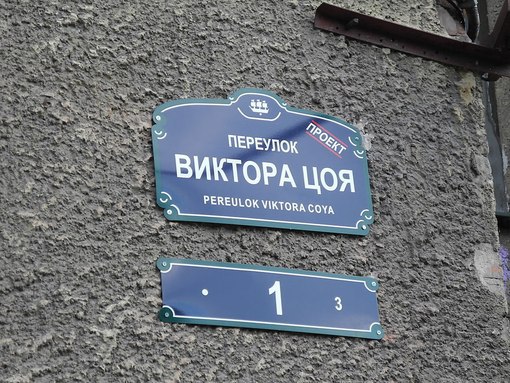 ПРОЕКТ
ПЕРЕУЛОК
ВИКТОРА ЦОЯ
PEREULOK VIKTORA COYA
1 3